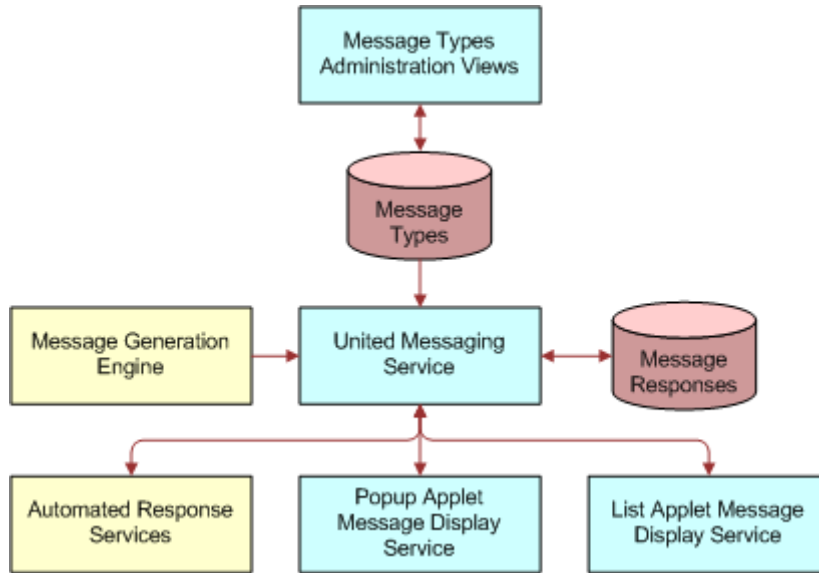 Message Types
Administration Views
Message
Types
Message Generation
Engine
United Messaging
Service
Message
Responses
Automated Response
Services
Popup Applet
Message Display
Service
List Applet Message
Display Service